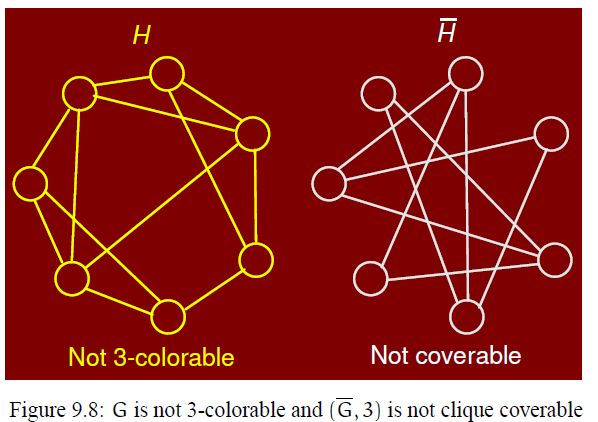 H H̅
Not 3-colorable Not coverable
Figure 9.8: G is not 3-colorable and (G̅, 3) is not clique coverable